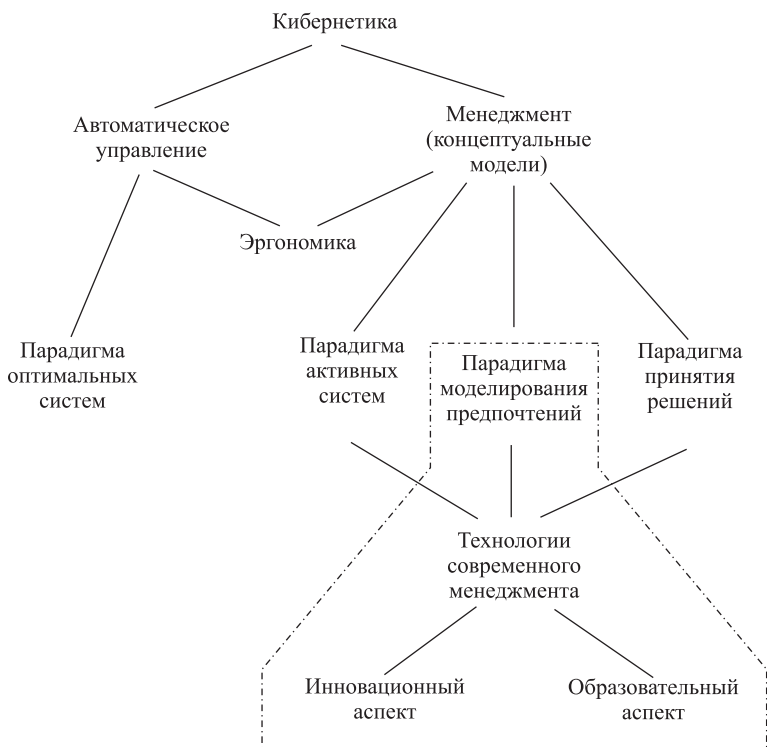 Кибернетика
Автоматическое
управление
Менеджмент
(концептуальные
модели)
Эргономика
Парадигма
оптимальных
систем
Парадигма
активных
систем
Парадигма
моделирования
предпочтений
Парадигма
принятия
решений
Технологии
современного
менеджмента
Инновационный
аспект
Образовательный
аспект